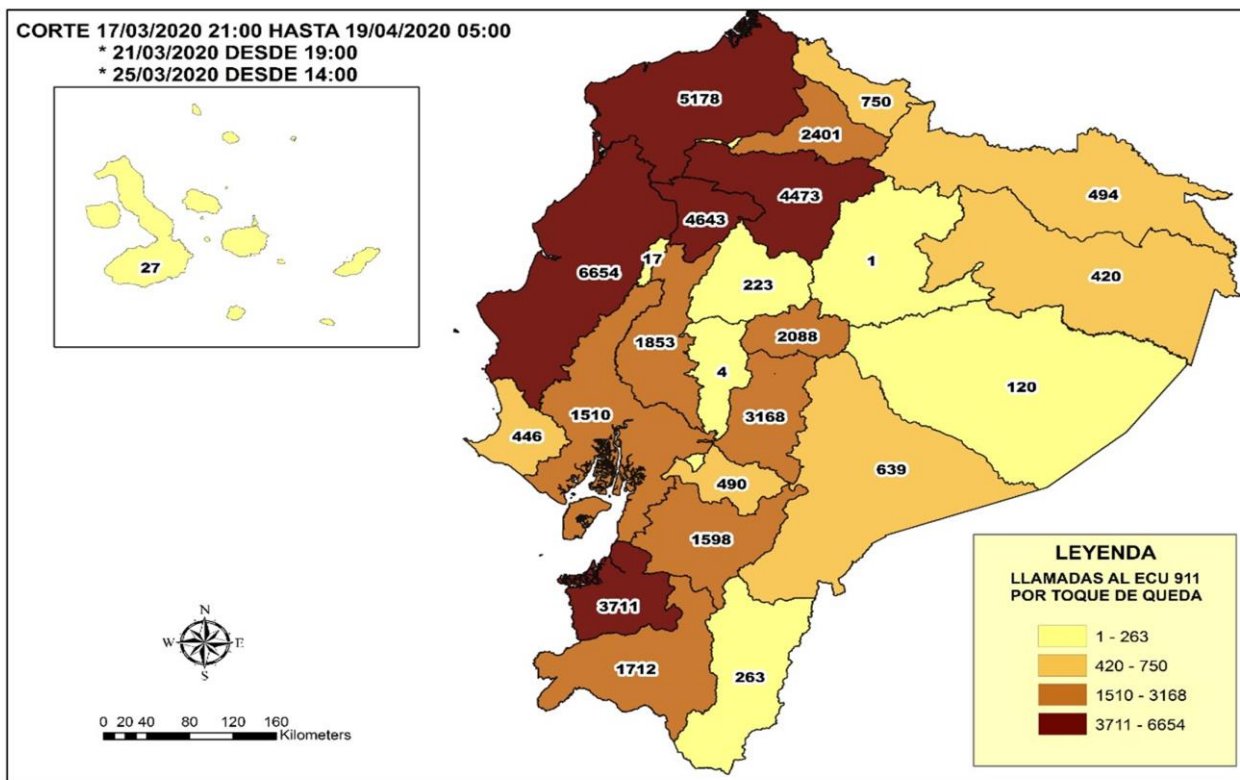 CORTE 17/03/2020 21:00 HASTA 19/04/2020 05:00
* 21/03/2020 DESDE 19:00
* 25/03/2020 DESDE 14:00
5178
750
2401
4473
494
4643
27
6654
17
223
1
420
1853
2088
4
120
1510
3168
446
639
490
1598
3711
1712
263
N
W E
S
0 20 40 80 120 160
Kilometers
LEYENDA
LLAMADAS AL ECU 911
POR TOQUE DE QUEDA
1 - 263
420 - 750
1510 - 3168
3711 - 6654